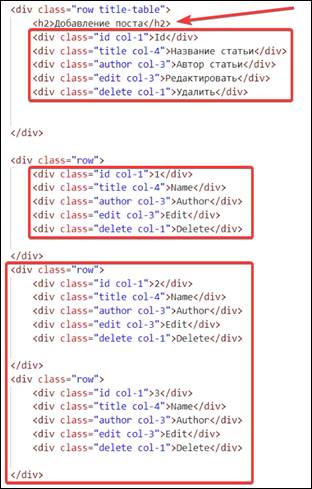 <div class="row title-table">
<h2>Добавление поста</h2>
<div class="id col-1">Id</div>
<div class="title col-4">Название статьи</div>
<div class="author col-3">Автор статьи</div>
<div class="edit col-3">Редактировать</div>
<div class="delete col-1">Удалить</div>
</div>
<div class="row">
<div class="id col-1">1</div>
<div class="title col-4">Name</div>
<div class="author col-3">Author</div>
<div class="edit col-3">Edit</div>
<div class="delete col-1">Delete</div>
</div>
<div class="row">
<div class="id col-1">2</div>
<div class="title col-4">Name</div>
<div class="author col-3">Author</div>
<div class="edit col-3">Edit</div>
<div class="delete col-1">Delete</div>
</div>
<div class="row">
<div class="id col-1">3</div>
<div class="title col-4">Name</div>
<div class="author col-3">Author</div>
<div class="edit col-3">Edit</div>
<div class="delete col-1">Delete</div>
</div>